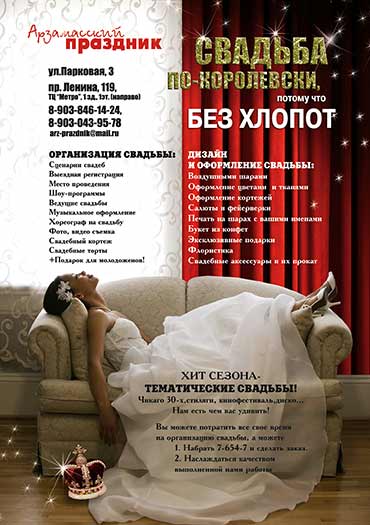 Арзамасский
праздник
ул.Парковая, 3
пр. Ленина, 119,
ТЦ "Метро", 1 зд., 1эт. (направо)
8-903-846-14-24,
8-903-043-95-78
arz-prazdnik@mail.ru
СВАДЬБА
ПО-КОРОЛЕВСКИ,
потому что
БЕЗ ХЛОПОТ
ОРГАНИЗАЦИЯ СВАДЬБЫ:
Сценарии свадеб
Выездная регистрация
Место проведения
Шоу-программы
Ведущие свадьбы
Музыкальное оформление
Хореограф на свадьбу
Фото, видео съемка
Свадебный кортеж
Свадебные торты
+Подарок для молодоженов!
ДИЗАЙН
И ОФОРМЛЕНИЕ СВАДЬБЫ:
Воздушными шарами
Оформление цветами и тканями
Оформление кортежей
Салюты и фейерверки
Печать на шарах с вашими именами
Букет из конфет
Эксклюзивные подарки
Флористика
Свадебные аксессуары и их прокат
ХИТ СЕЗОНА-
ТЕМАТИЧЕСКИЕ СВАДЬБЫ!
Чикаго 30-х,стиляги, кинофестиваль,диско...
Нам есть чем вас удивить!
Вы можете потратить все свое время
на организацию свадьбы, а можете
1. Набрать 7-654-7 и сделать заказ.
2. Наслаждаться качеством
выполненной нами работы